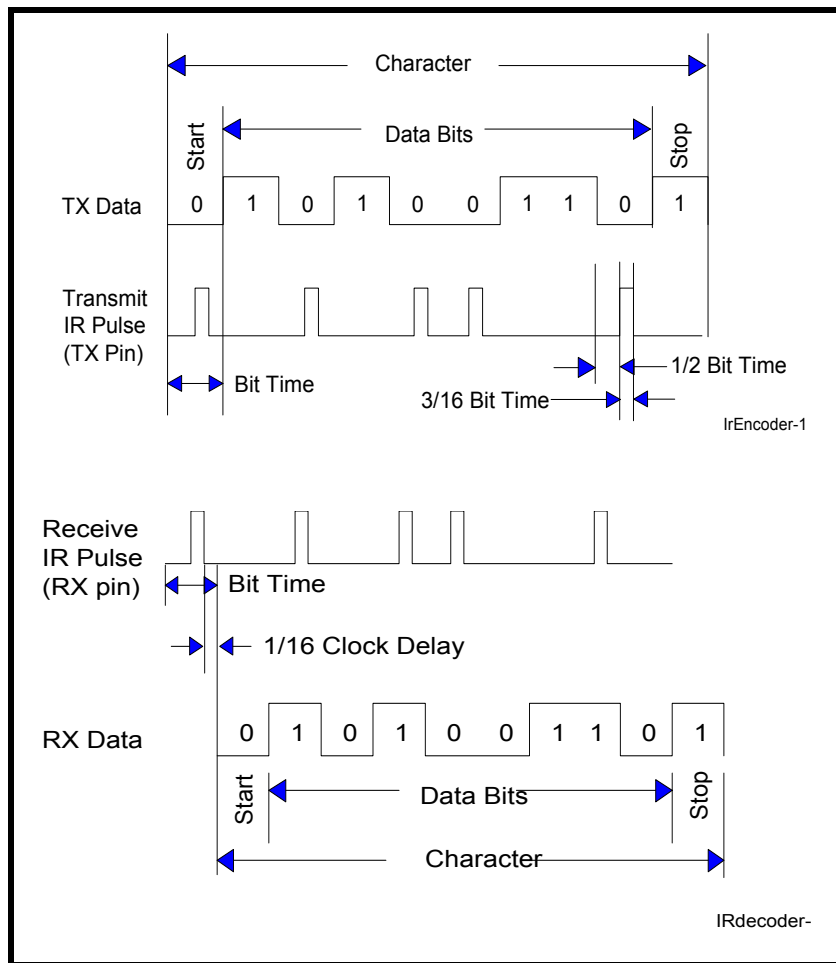 Character
Start
Data Bits
Stop
TX Data
0 1 0 1 0 0 1 1 0 1
Transmit
IR Pulse
(TX Pin)
Bit Time
1/2 Bit Time
3/16 Bit Time
IrEncoder-1
Receive
IR Pulse
(RX pin)
Bit Time
1/16 Clock Delay
RX Data
0 1 0 1 0 0 1 1 0 1
Start
Data Bits
Stop
Character
IRdecoder-